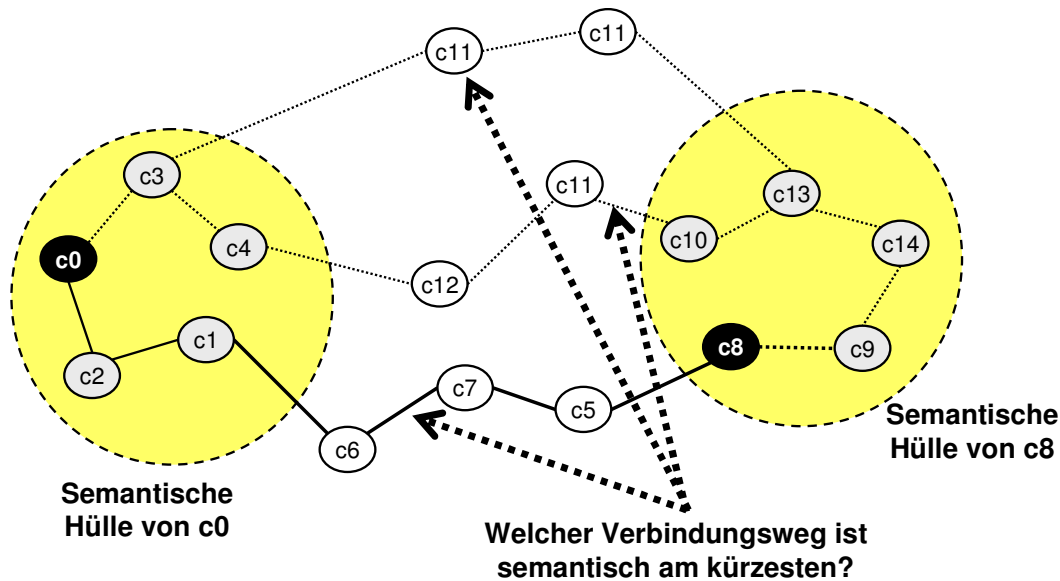 c11
c11
c3
c11
c13
c4
c10
c14
c0
c12
c1
c8
c9
c2
c7
c5
c6
Semantische
Hülle von c8
Semantische
Hülle von c0
Welcher Verbindungsweg ist
semantisch am kürzesten?